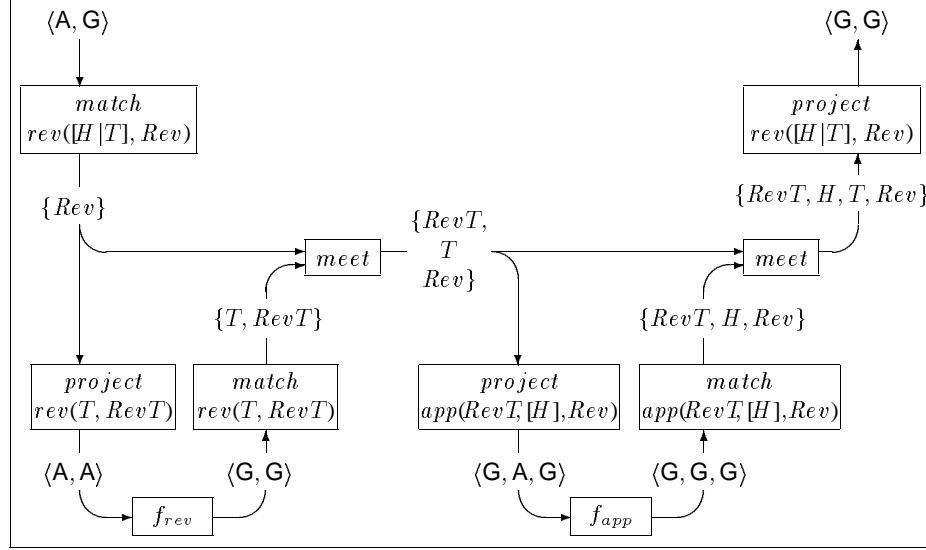 ⟨A, G⟩
⟨G, G⟩
match
rev([H|T], Rev)
project
rev([H|T], Rev)
{Rev}
{RevT,
T
Rev}
{RevT, H, T, Rev}
meet
meet
{T, RevT}
{RevT, H, Rev}
project
rev(T, RevT)
match
rev(T, RevT)
project
app(RevT,[H],Rev)
match
app(RevT,[H],Rev)
⟨A, A⟩
⟨G, G⟩
⟨G, A, G⟩
⟨G, G, G⟩
f_rev
f_app